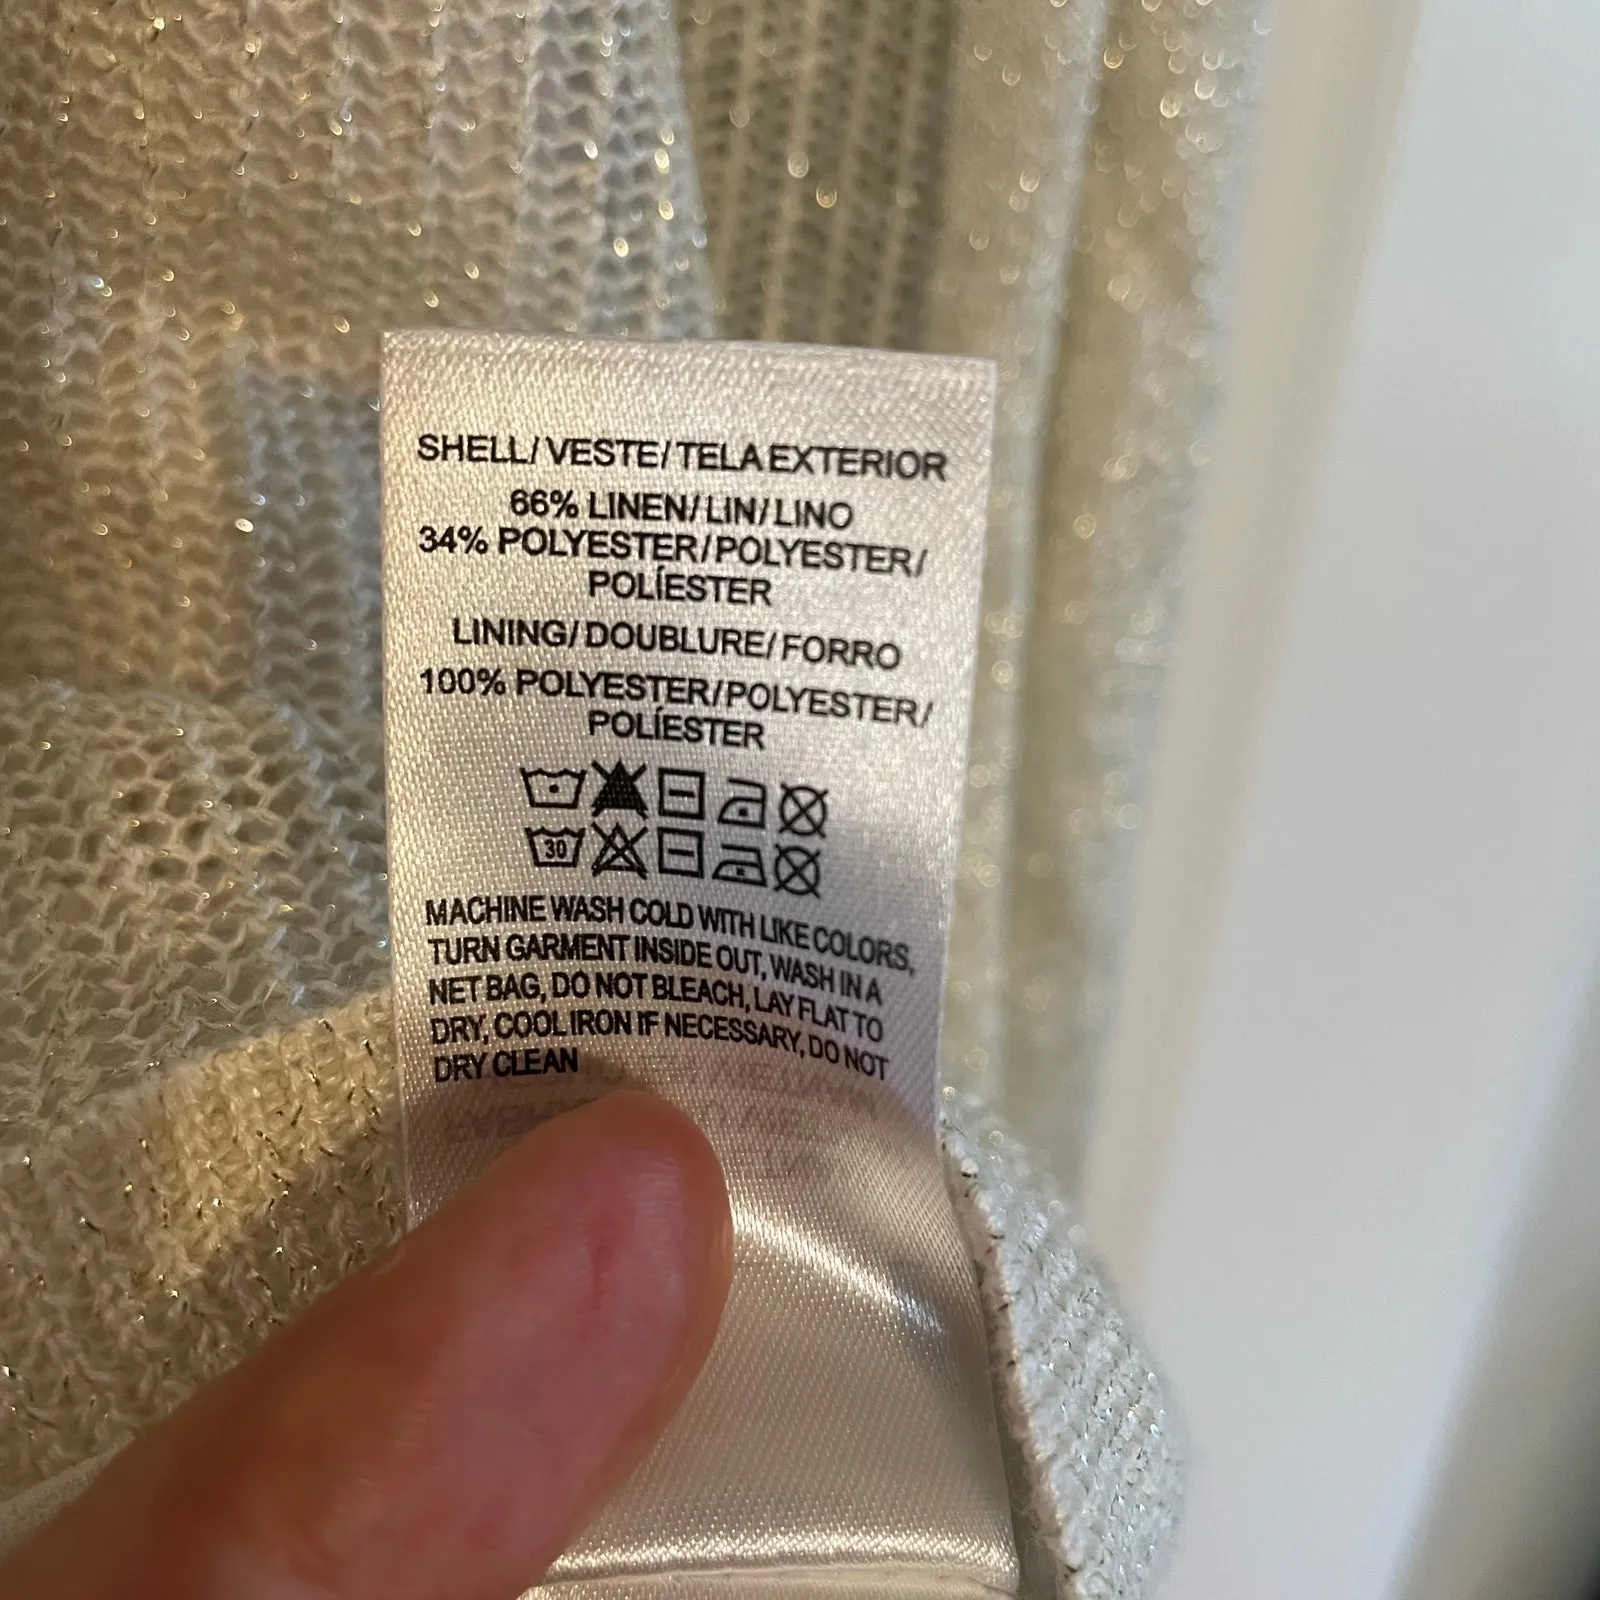 SHELL/ VESTE/ TELA EXTERIOR
66% LINEN/LIN/LINO
34% POLYESTER/POLYESTER/
POLÍESTER
LINING/DOUBLURE/FORRO
100% POLYESTER/POLYESTER/
POLÍESTER
30
MACHINE WASH COLD WITH LIKE COLORS,
TURN GARMENT INSIDE OUT, WASH IN A
NET BAG, DO NOT BLEACH, LAY FLAT TO
DRY, COOL IRON IF NECESSARY, DO NOT
DRY CLEAN